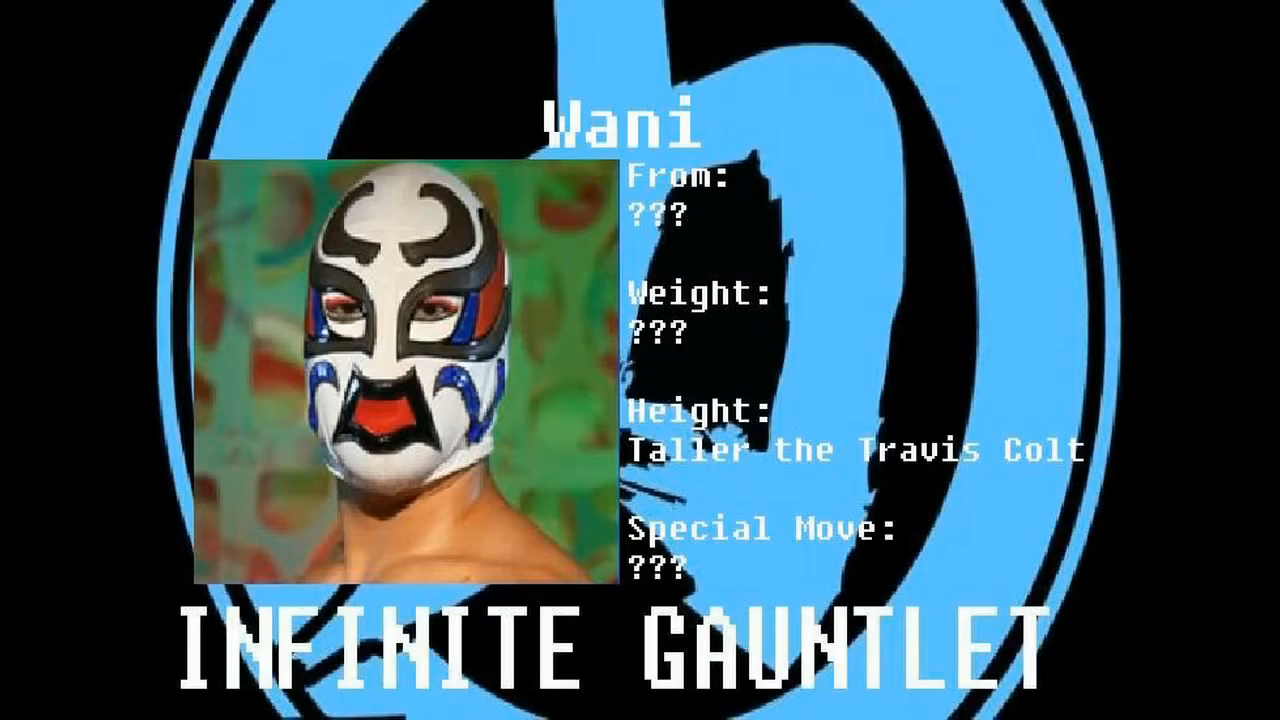 Wani
From:
???
Weight:
???
Height:
Taller the Travis Colt
Special Move:
???
INFINITE GAUNTLET